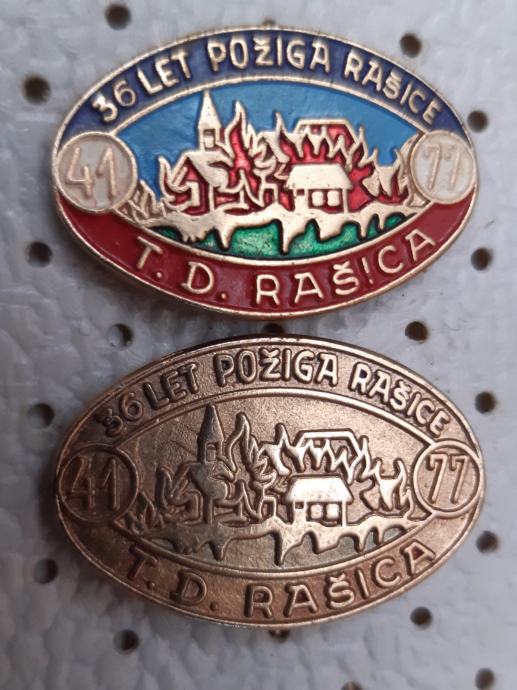 36 LET POŽIGA RAŠICE
41 77
T. D. RAŠICA
36 LET POŽIGA RAŠICE
41 77
T. D. RAŠICA